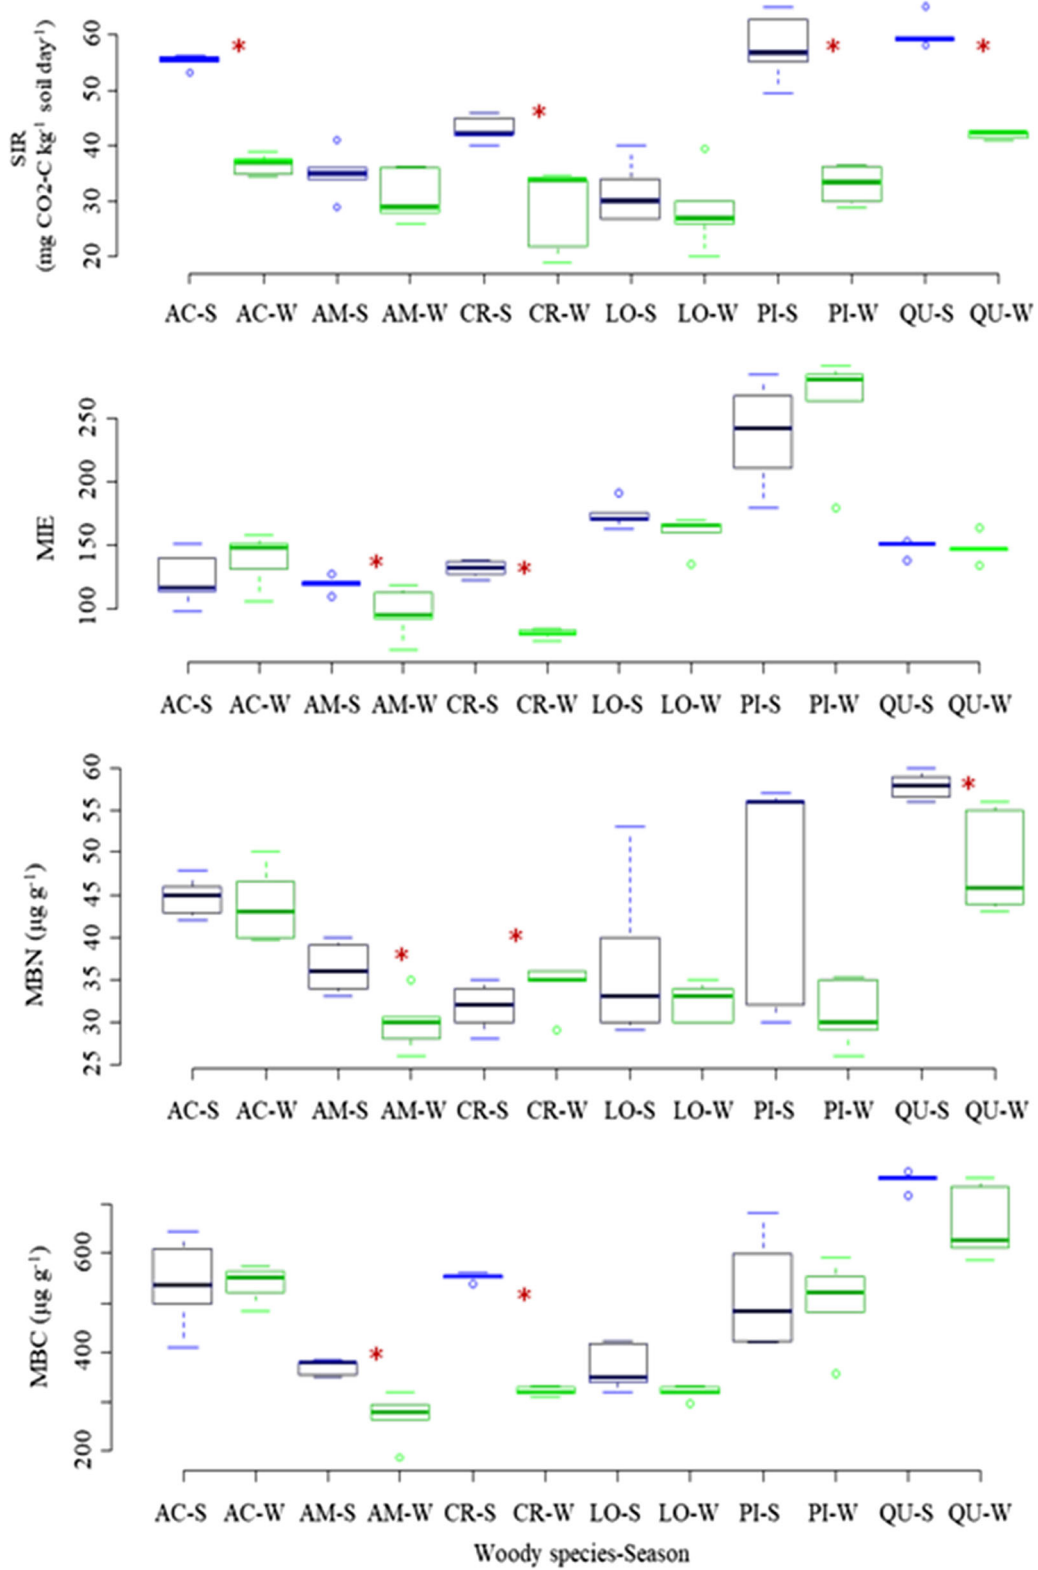 SIR
(mg CO2-C kg⁻¹ soil day⁻¹)
60
50
40
30
20
* * * *
AC-S AC-W AM-S AM-W CR-S CR-W LO-S LO-W PI-S PI-W QU-S QU-W
MIE
250
200
150
100
* *
AC-S AC-W AM-S AM-W CR-S CR-W LO-S LO-W PI-S PI-W QU-S QU-W
MBN (µg g⁻¹)
60
55
50
45
40
35
30
25
* * *
AC-S AC-W AM-S AM-W CR-S CR-W LO-S LO-W PI-S PI-W QU-S QU-W
MBC (µg g⁻¹)
600
400
200
* *
AC-S AC-W AM-S AM-W CR-S CR-W LO-S LO-W PI-S PI-W QU-S QU-W
Woody species-Season